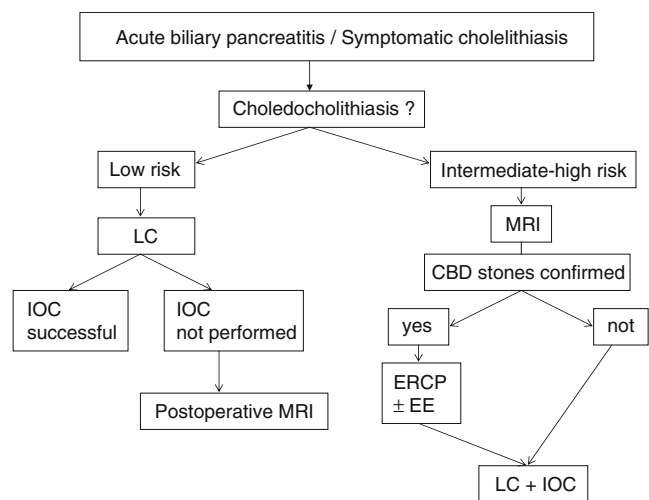 Acute biliary pancreatitis / Symptomatic cholelithiasis
Choledocholithiasis ?
Low risk
Intermediate-high risk
LC
MRI
CBD stones confirmed
IOC
successful
IOC
not performed
yes
not
Postoperative MRI
ERCP
± EE
LC + IOC